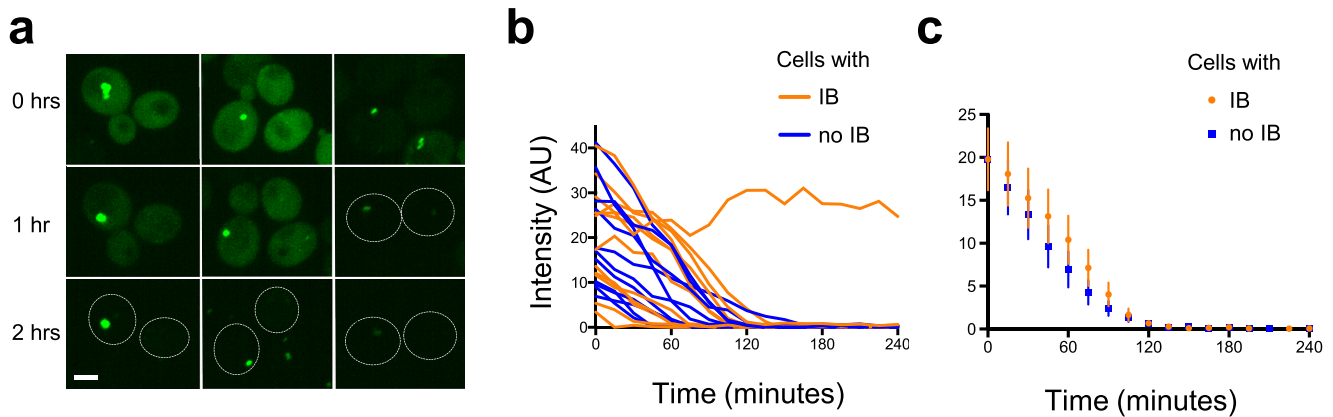 a
0 hrs
1 hr
2 hrs
b
Cells with
IB
no IB
Intensity (AU)
40
30
20
10
0
0 60 120 180 240
Time (minutes)
c
Cells with
IB
no IB
25
20
15
10
5
0
0 60 120 180 240
Time (minutes)